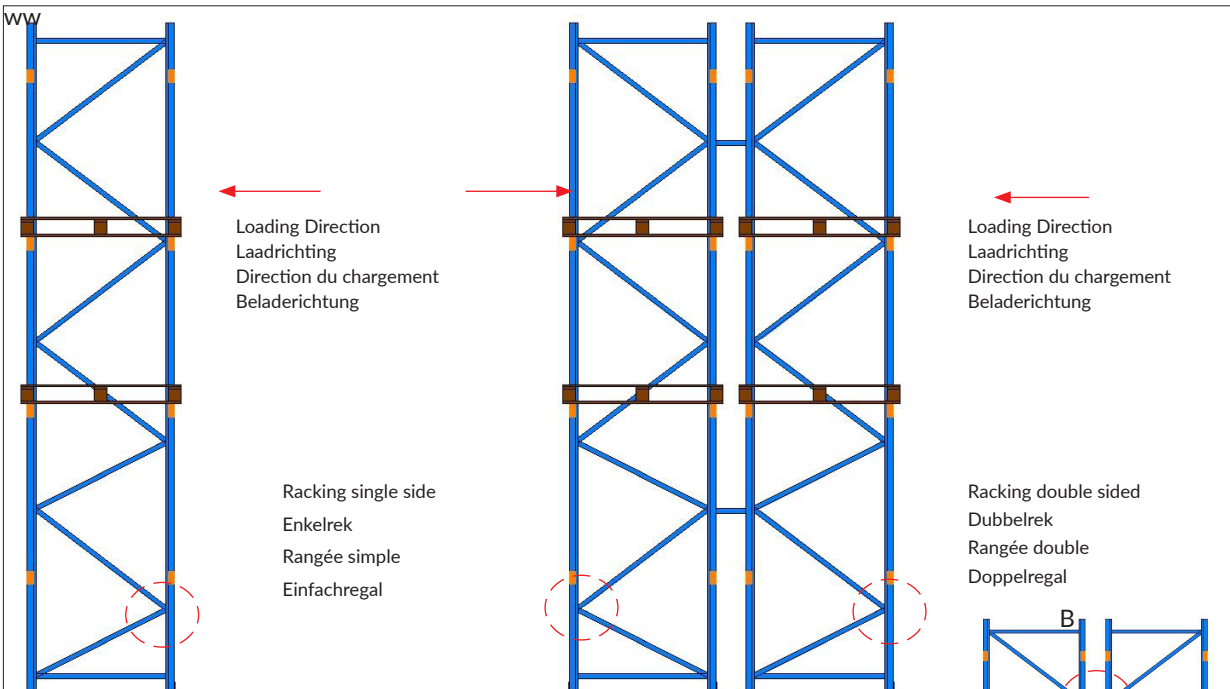 ww
Loading Direction
Laadrichting
Direction du chargement
Beladerichtung
Loading Direction
Laadrichting
Direction du chargement
Beladerichtung
Racking single side
Enkelrek
Rangée simple
Einfachregal
Racking double sided
Dubbelrek
Rangée double
Doppelregal
B